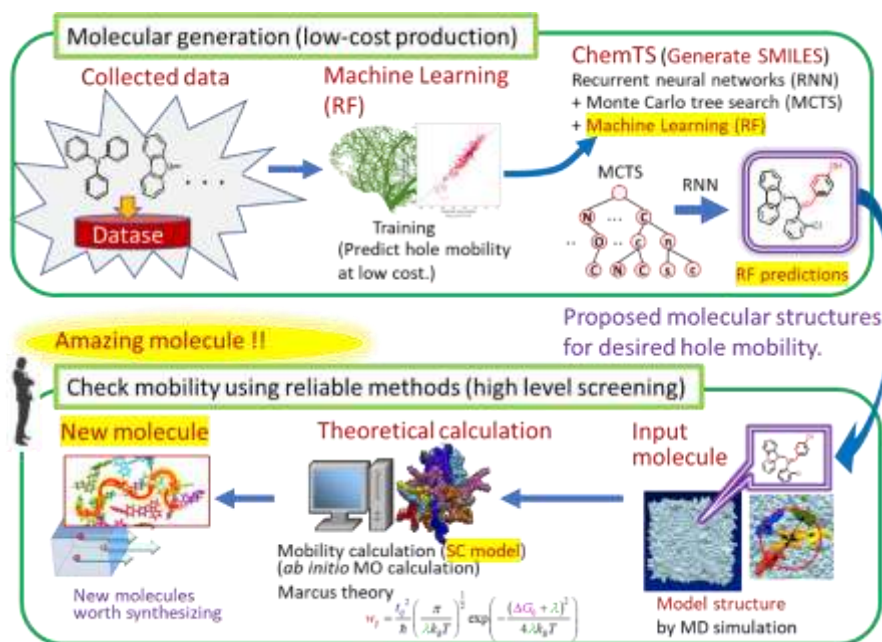 Molecular generation (low-cost production)
Collected data
Datase
Machine Learning
(RF)
Training
(Predict hole mobility
at low cost.)
ChemTS (Generate SMILES)
Recurrent neural networks (RNN)
+ Monte Carlo tree search (MCTS)
+ Machine Learning (RF)
MCTS
RNN
N ... C
.. O c n
C N C s c
RF predictions
Proposed molecular structures
for desired hole mobility.
Amazing molecule !!
Check mobility using reliable methods (high level screening)
New molecule
New molecules
worth synthesizing
Theoretical calculation
Mobility calculation (SC model)
(ab initio MO calculation)
Marcus theory
Input
molecule
Model structure
by MD simulation